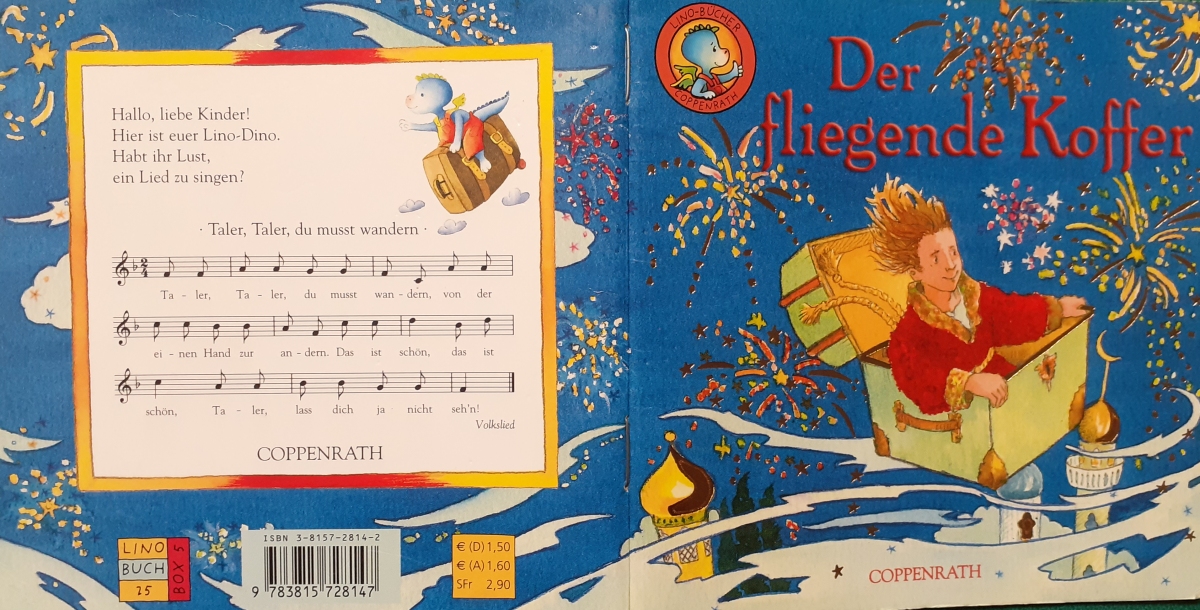 Hallo, liebe Kinder!
Hier ist euer Lino-Dino.
Habt ihr Lust,
ein Lied zu singen?
· Taler, Taler, du musst wandern ·
2
4
Ta - ler, Ta - ler, du musst wan - dern, von der
ei - nen Hand zur an - dern. Das ist schön, das ist
schön, Ta - ler, lass dich ja nicht seh'n!
Volkslied
COPPENRATH
LINO
BUCH
25
BOX 5
ISBN 3-8157-2814-2
9 783815 728147
€ (D) 1,50
€ (A) 1,60
SFr 2,90
LINO-BÜCHER
COPPENRATH
Der
fliegende Koffer
COPPENRATH